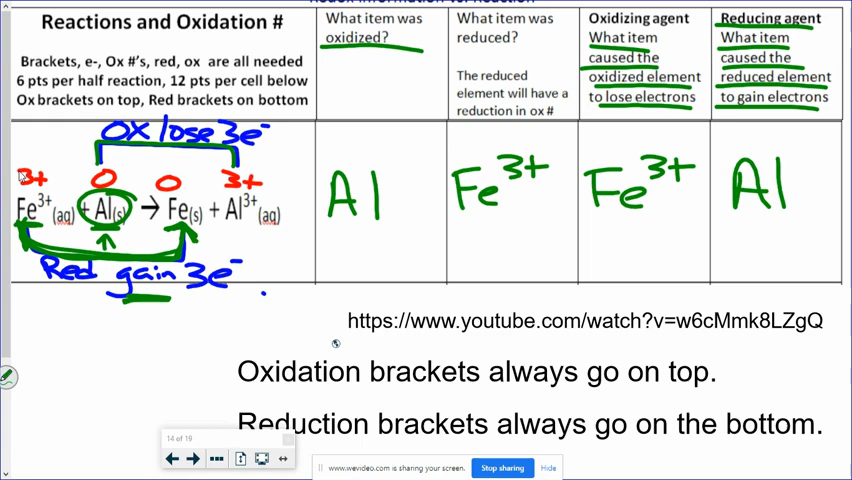 Reactions and Oxidation #
Brackets, e-, Ox #'s, red, ox are all needed
6 pts per half reaction, 12 pts per cell below
Ox brackets on top, Red brackets on bottom
What item was
oxidized?
What item was
reduced?
The reduced
element will have a
reduction in ox #
Oxidizing agent
What item
caused the
oxidized element
to lose electrons
Reducing agent
What item
caused the
reduced element
to gain electrons
Ox lose 3e⁻
3+ 0 0 3+
Fe³⁺(aq) + Al(s) → Fe(s) + Al³⁺(aq)
Red gain 3e⁻
Al
Fe³⁺
Fe³⁺
Al
https://www.youtube.com/watch?v=w6cMmk8LZgQ
Oxidation brackets always go on top.
Reduction brackets always go on the bottom.
14 of 19
www.wevideo.com is sharing your screen.
Stop sharing
Hide